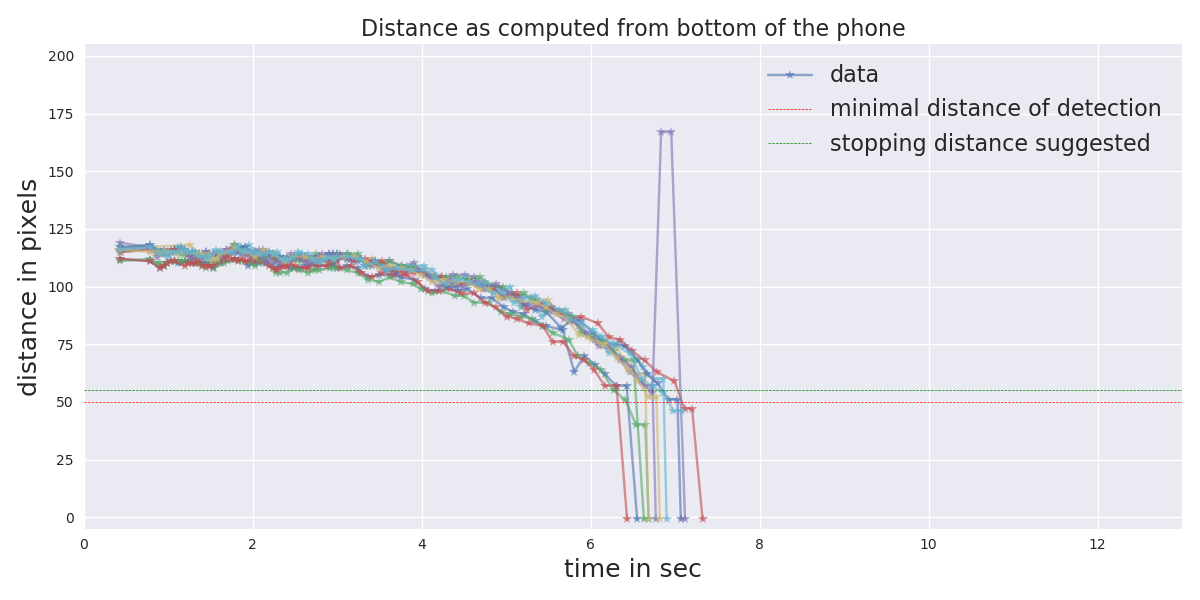 Distance as computed from bottom of the phone
200
175
150
125
100
75
50
25
0
distance in pixels
data
minimal distance of detection
stopping distance suggested
0 2 4 6 8 10 12
time in sec